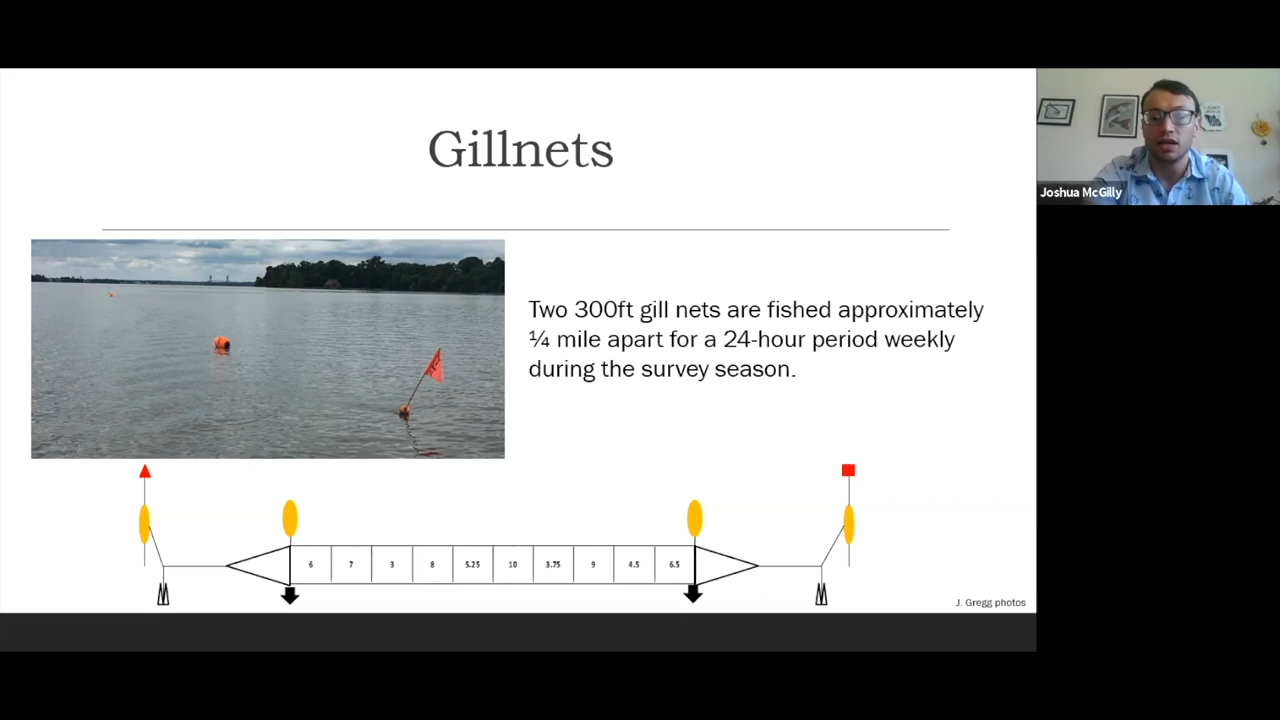 Gillnets
Joshua McGilly
Two 300ft gill nets are fished approximately
¼ mile apart for a 24-hour period weekly
during the survey season.
6 7 3 8 5.25 10 3.75 9 4.5 6.5
J. Gregg photos